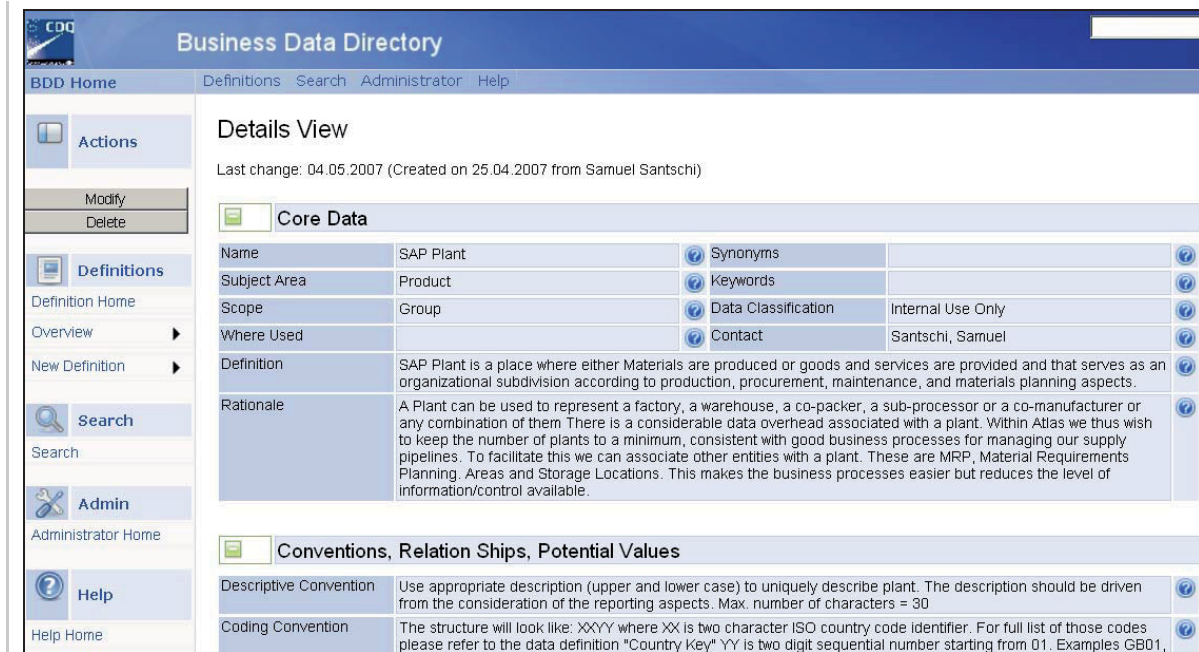 CDQ
Business Data Directory
BDD Home
Definitions Search Administrator Help
Actions
Modify
Delete
Definitions
Definition Home
Overview
New Definition
Search
Search
Admin
Administrator Home
Help
Help Home
Details View
Last change: 04.05.2007 (Created on 25.04.2007 from Samuel Santschi)
Core Data
Name SAP Plant Synonyms
Subject Area Product Keywords
Scope Group Data Classification Internal Use Only
Where Used Contact Santschi, Samuel
Definition SAP Plant is a place where either Materials are produced or goods and services are provided and that serves as an
organizational subdivision according to production, procurement, maintenance, and materials planning aspects.
Rationale A Plant can be used to represent a factory, a warehouse, a co-packer, a sub-processor or a co-manufacturer or
any combination of them There is a considerable data overhead associated with a plant. Within Atlas we thus wish
to keep the number of plants to a minimum, consistent with good business processes for managing our supply
pipelines. To facilitate this we can associate other entities with a plant. These are MRP, Material Requirements
Planning. Areas and Storage Locations. This makes the business processes easier but reduces the level of
information/control available.
Conventions, Relation Ships, Potential Values
Descriptive Convention Use appropriate description (upper and lower case) to uniquely describe plant. The description should be driven
from the consideration of the reporting aspects. Max. number of characters = 30
Coding Convention The structure will look like: XXYY where XX is two character ISO country code identifier. For full list of those codes
please refer to the data definition "Country Key" YY is two digit sequential number starting from 01. Examples GB01,